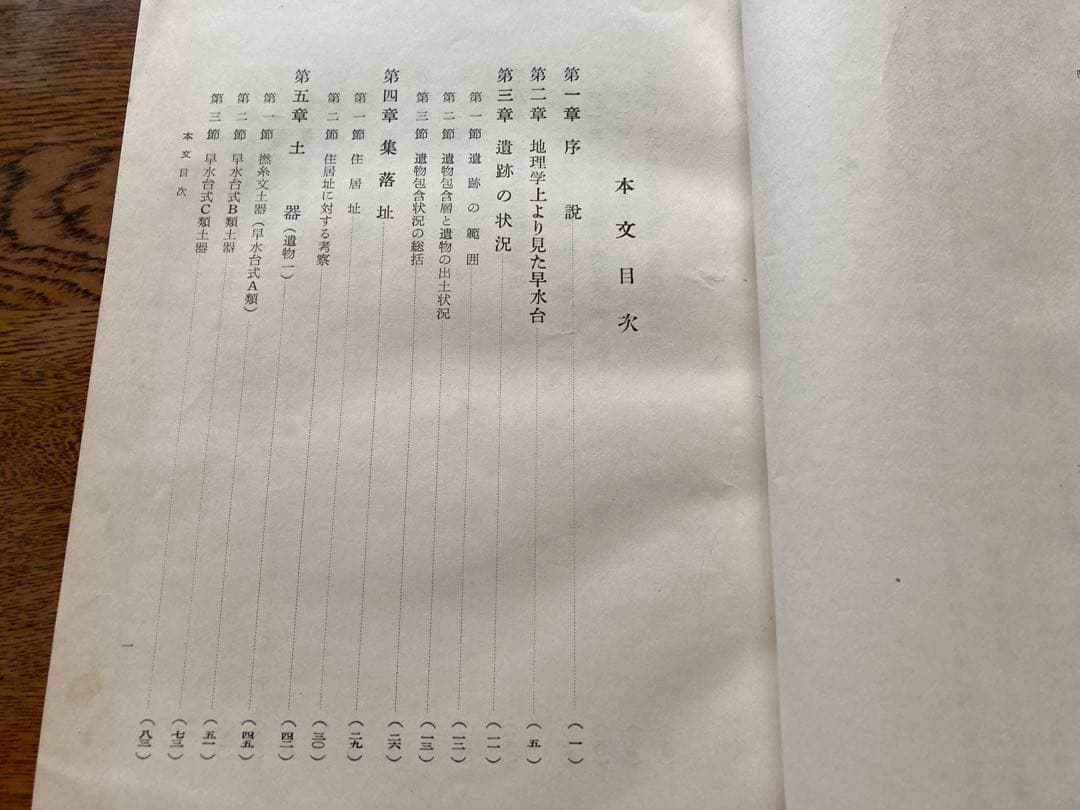 本文目次
第一章 序說 (一)
第二章 地理学上より見た早水台 (五)
第三章 遺跡の状況 (一一)
第一節 遺跡の範囲 (一二)
第二節 遺物包含層と遺物の出土状況 (一三)
第三節 遺物包含状況の総括 (二六)
第四章 集落址 (二九)
第一節 住居址 (三〇)
第二節 住居址に対する考察 (四二)
第五章 土器(遺物一) (四五)
第一節 撚糸文土器(早水台式A類) (五一)
第二節 早水台式B類土器 (七三)
第三節 早水台式C類土器 (八三)
本文目次
一